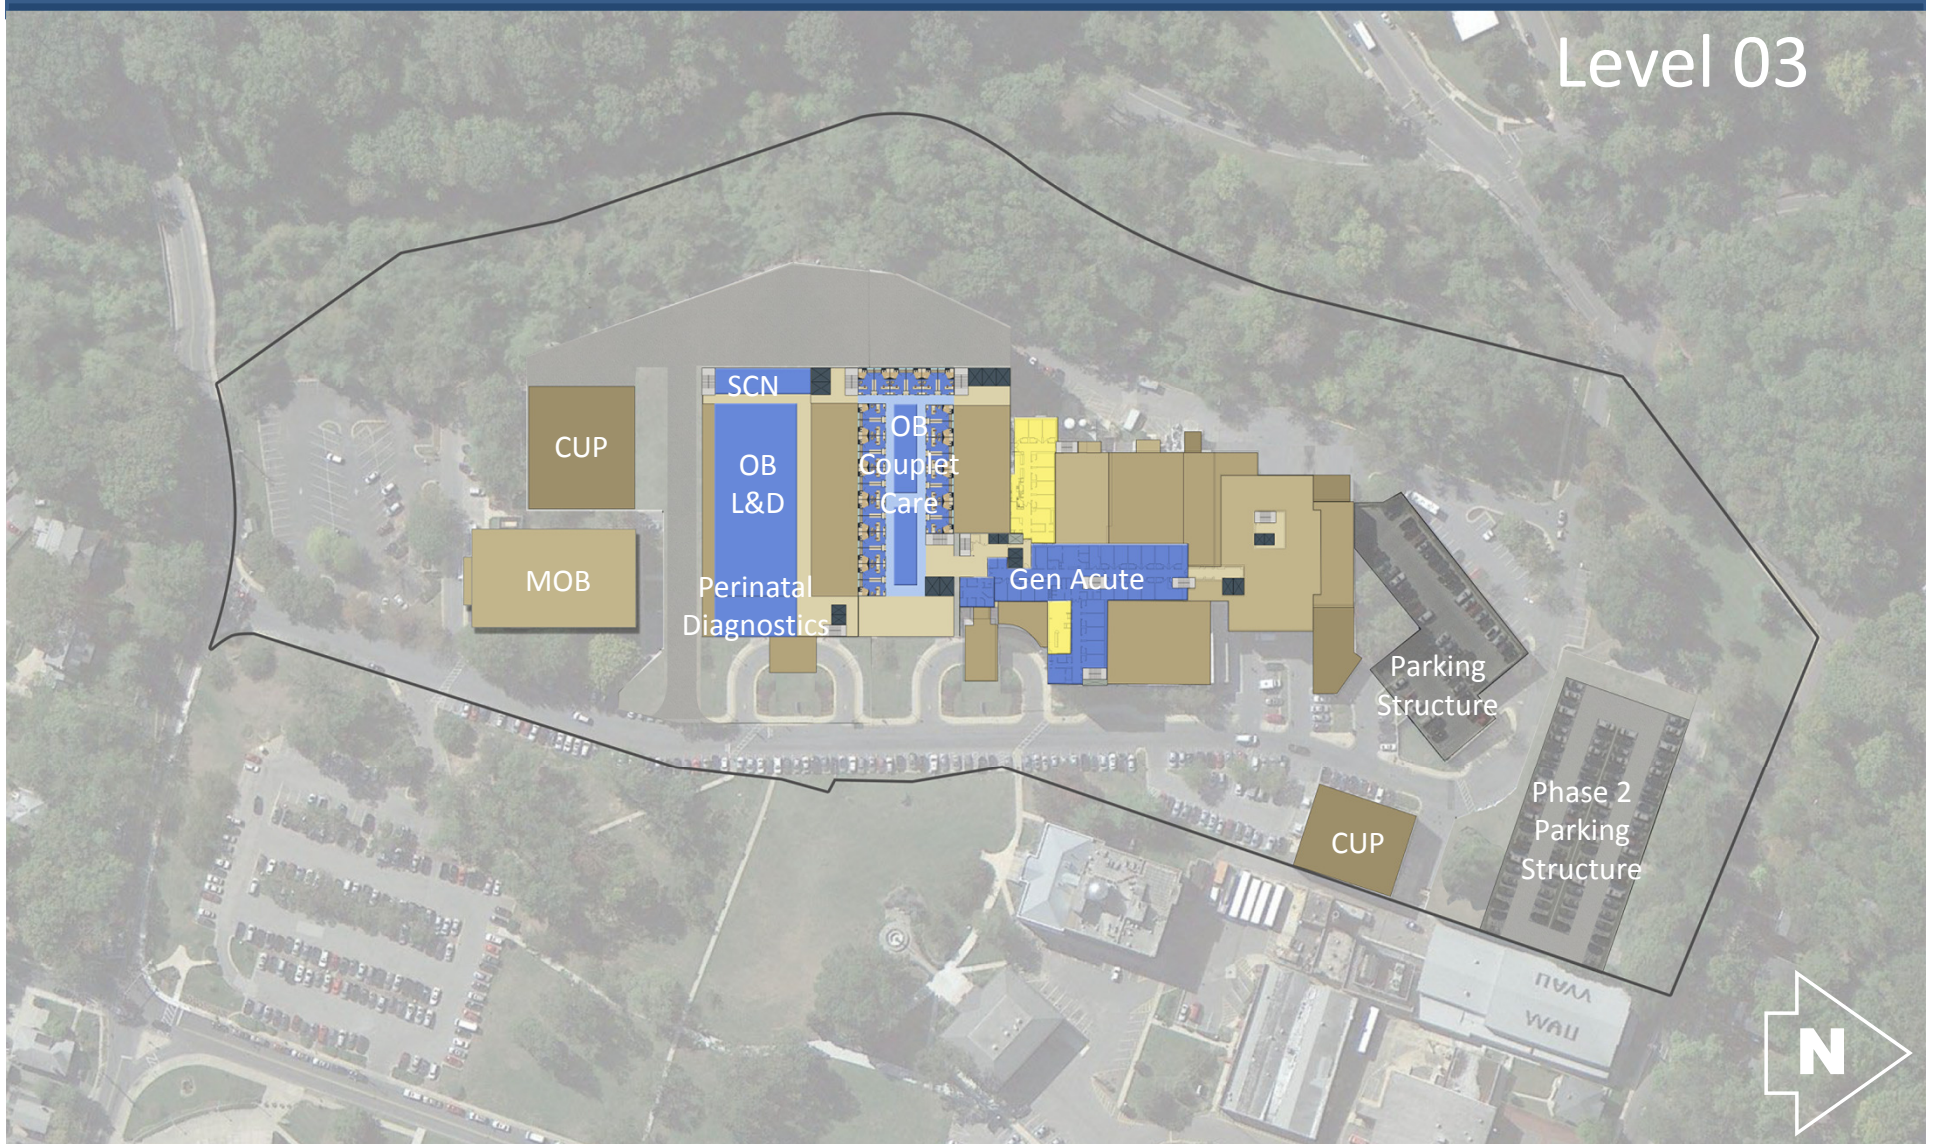 Level 03
SCN
OB
L&D
OB
Couplet
Care
CUP
MOB
Perinatal
Diagnostics
Gen Acute
Parking
Structure
Phase 2
Parking
Structure
CUP
N